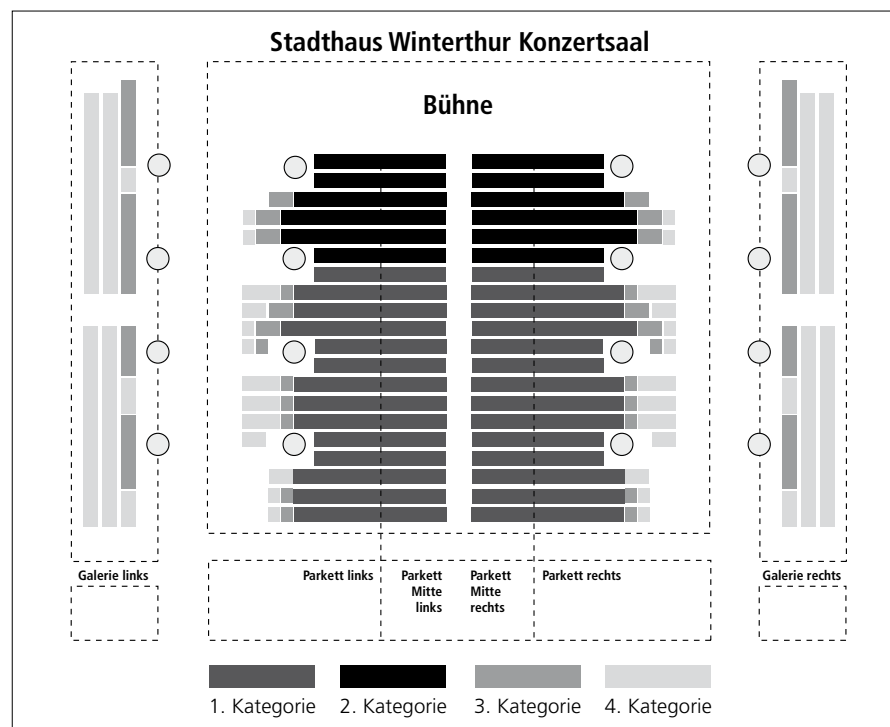 Stadthaus Winterthur Konzertsaal
Bühne
Galerie links
Parkett links
Parkett
Mitte
links
Parkett
Mitte
rechts
Parkett rechts
Galerie rechts
1. Kategorie
2. Kategorie
3. Kategorie
4. Kategorie